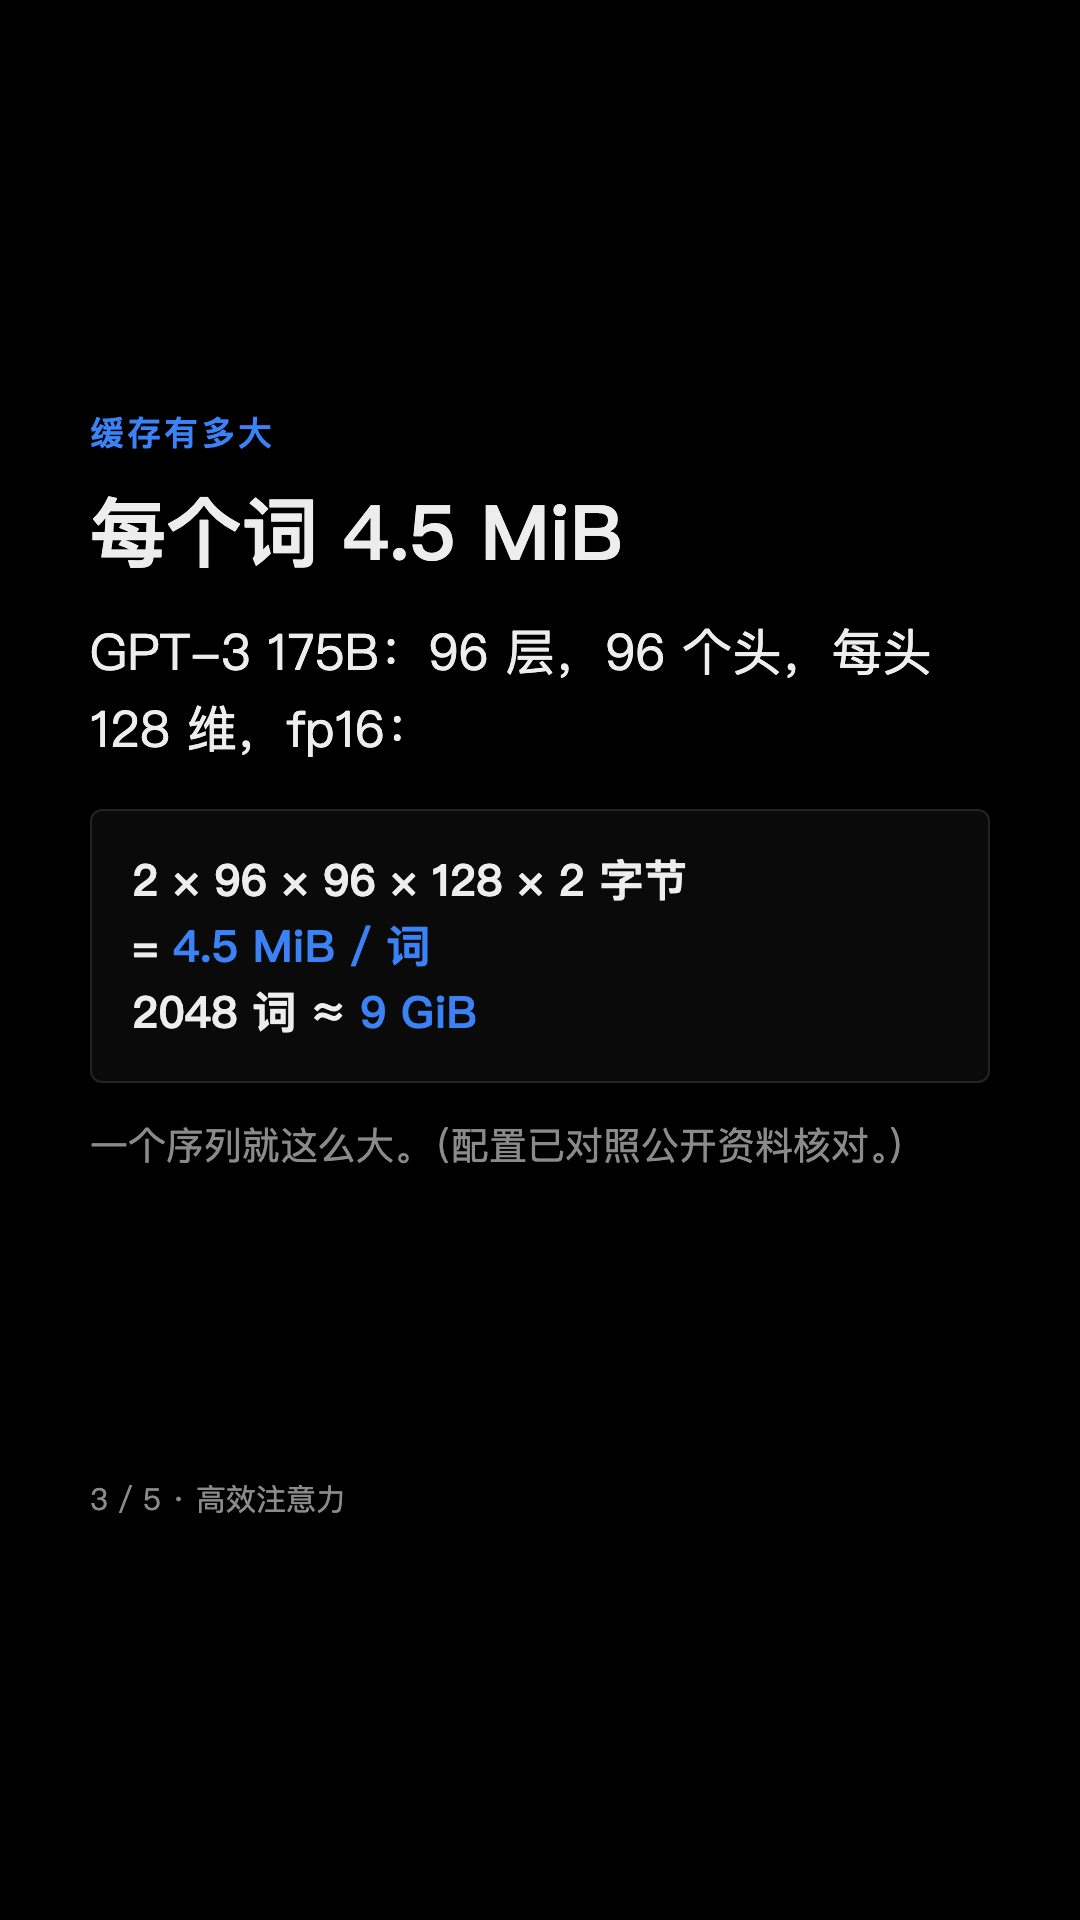 缓存有多大
每个词 4.5 MiB
GPT-3 175B：96 层，96 个头，每头
128 维，fp16：
2 × 96 × 96 × 128 × 2 字节
= 4.5 MiB / 词
2048 词 ≈ 9 GiB
一个序列就这么大。（配置已对照公开资料核对。）
3 / 5 · 高效注意力